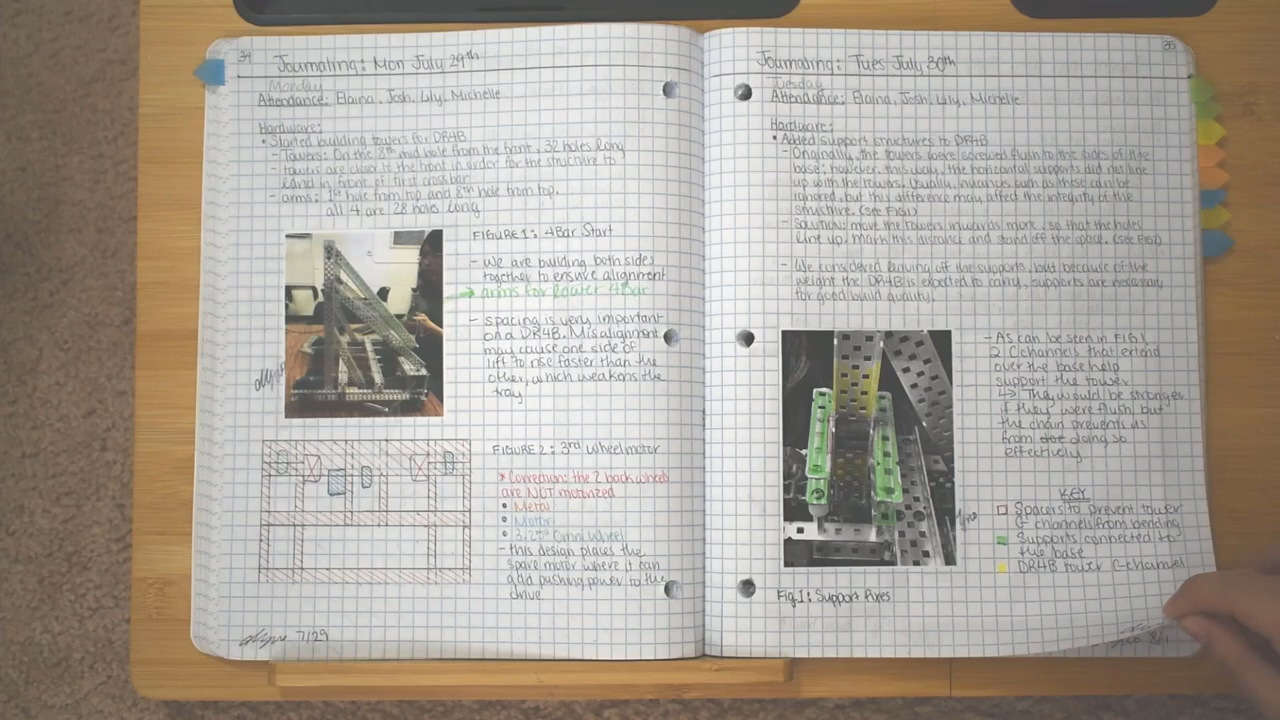 34
Journaling: Mon July 29th
Monday
Attendance: Elaina, Josh, Lily, Michelle
Hardware:
• Started building towers for DR4B
- Towers: On the 8th mid hole from the front, 32 holes long
- towers are closer to the front in order for the structure to
land in front of first crossbar
- arms: 1st hole from top and 8th hole from top.
all 4 are 28 holes long
FIGURE 1: 4Bar Start
- we are building both sides
together to ensure alignment
→ arms for lower 4Bar
- spacing is very important
on a DR4B. Misalignment
may cause one side of
lift to rise faster than the
other, which weakens the
tray
FIGURE 2: 3rd wheel motor
* Correction: the 2 back wheels
are NOT motorized
• Metal
• Motor
• 3.25" Omni Wheel
- this design places the
spare motor where it can
add pushing power to the
drive
7/29
35
Journaling: Tues July 30th
Tuesday
Attendance: Elaina, Josh, Lily, Michelle
Hardware:
• Added support structures to DR4B
- Originally, the towers were screwed flush to the sides of the
base; however, this way, the horizontal supports did not line
up with the towers. Usually, nuances such as these can be
ignored, but this difference may affect the integrity of the
structure. (see FIG1)
- SOLUTION: move the towers inwards more, so that the holes
line up. mark this distance and stand off the space. (see FIG2)
- We considered leaving off the supports, but because of the
weight the DR4B is expected to carry, supports are necessary
for good build quality.
- As can be seen in FIG1,
2 Cchannels that extend
over the base help
support the tower
↳ They would be stronger
if they were flush, but
the chain prevents us
from doing so
effectively
KEY
Spacers to prevent tower
C channels from bending
Supports connected to
the base
DR4B tower C-channel
Fig.1: Support fixes
8/1